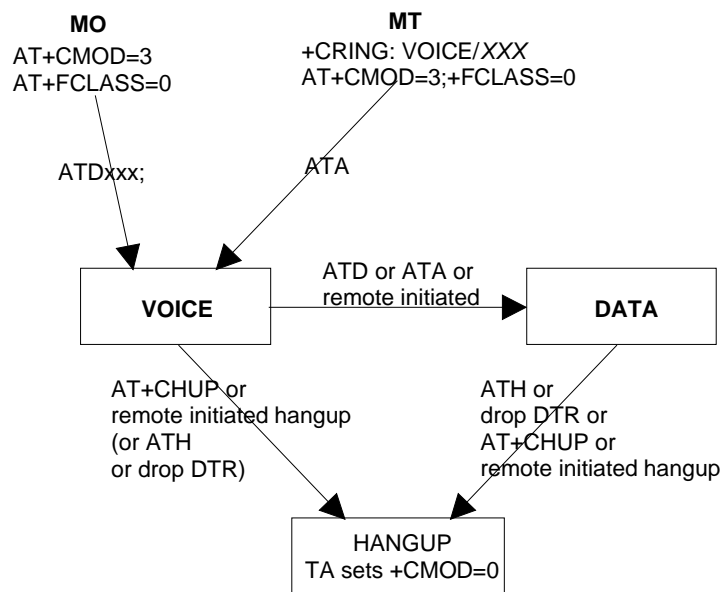 MO
AT+CMOD=3
AT+FCLASS=0
MT
+CRING: VOICE/XXX
AT+CMOD=3;+FCLASS=0
ATDxxx;
ATA
VOICE
ATD or ATA or
remote initiated
DATA
AT+CHUP or
remote initiated hangup
(or ATH
or drop DTR)
ATH or
drop DTR or
AT+CHUP or
remote initiated hangup
HANGUP
TA sets +CMOD=0